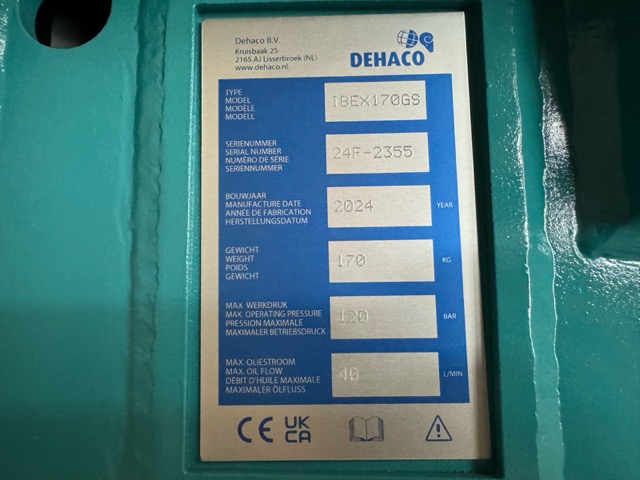 Dehaco B.V.
Kruisbaak 25
2165 AJ Lisserbroek (NL)
www.dehaco.nl
DEHACO
TYPE
MODEL
MODÈLE
MODELL
IBEX170GS
SERIENUMMER
SERIAL NUMBER
NUMÉRO DE SÉRIE
SERIENNUMMER
24F-2355
BOUWJAAR
MANUFACTURE DATE
ANNÉE DE FABRICATION
HERSTELLUNGSDATUM
2024
YEAR
GEWICHT
WEIGHT
POIDS
GEWICHT
170
KG
MAX. WERKDRUK
MAX. OPERATING PRESSURE
PRESSION MAXIMALE
MAXIMALER BETRIEBSDRUCK
120
BAR
MAX. OLIESTROOM
MAX. OIL FLOW
DÉBIT D'HUILE MAXIMALE
MAXIMALER ÖLFLUSS
40
L/MIN
CE UK
CA